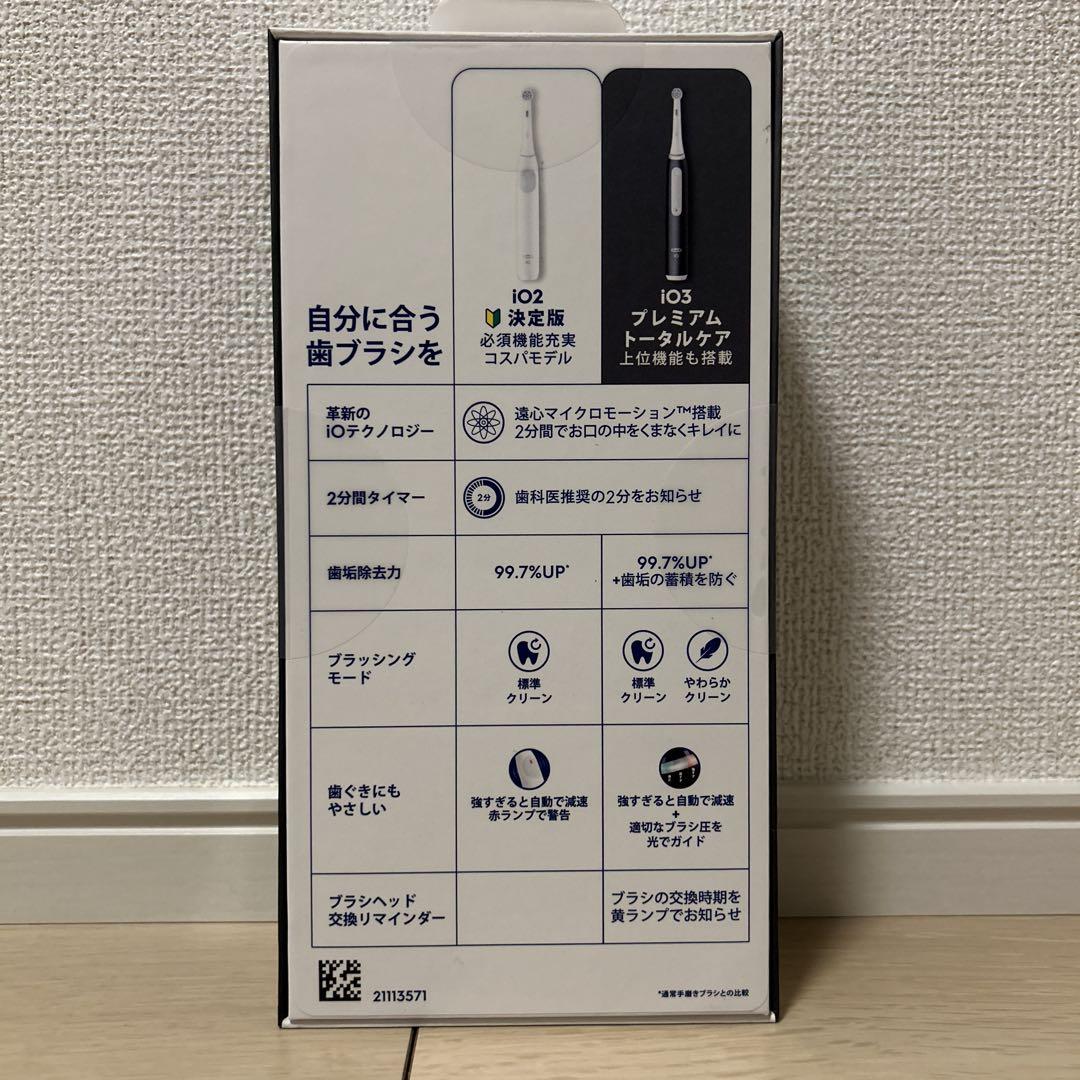 iO2
決定版
必須機能充実
コスパモデル
iO3
プレミアム
トータルケア
上位機能も搭載
自分に合う
歯ブラシを
革新の
iOテクノロジー
遠心マイクロモーション™搭載
2分間でお口の中をくまなくキレイに
2分間タイマー
2分
歯科医推奨の2分をお知らせ
歯垢除去力
99.7%UP*
99.7%UP*
+歯垢の蓄積を防ぐ
ブラッシング
モード
標準
クリーン
標準
クリーン
やわらか
クリーン
歯ぐきにも
やさしい
強すぎると自動で減速
赤ランプで警告
強すぎると自動で減速
+
適切なブラシ圧を
光でガイド
ブラシヘッド
交換リマインダー
ブラシの交換時期を
黄ランプでお知らせ
21113571
*通常手磨きブラシとの比較